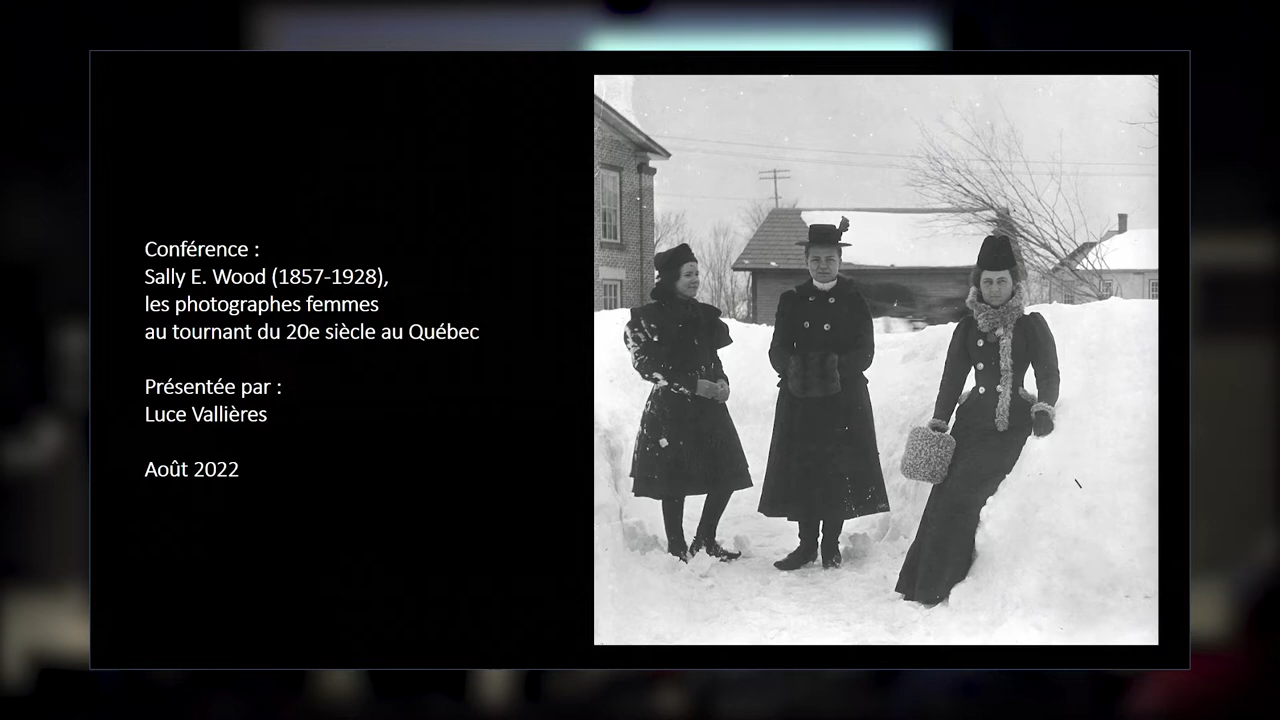 Conférence :
Sally E. Wood (1857-1928),
les photographes femmes
au tournant du 20e siècle au Québec
Présentée par :
Luce Vallières
Août 2022